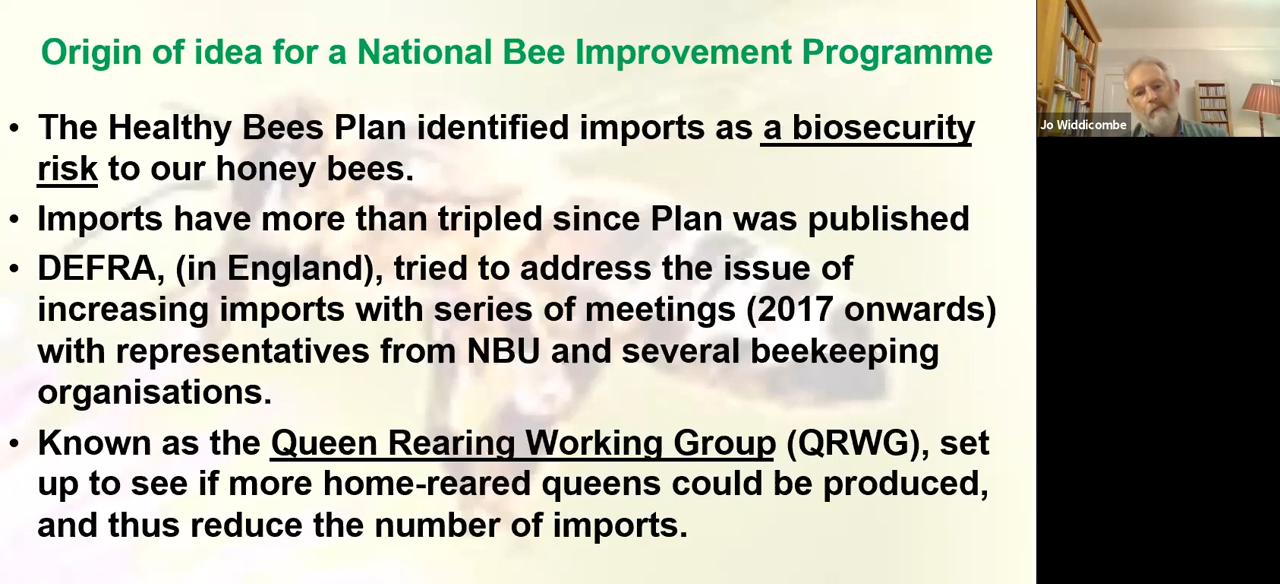 Origin of idea for a National Bee Improvement Programme
• The Healthy Bees Plan identified imports as a biosecurity
risk to our honey bees.
• Imports have more than tripled since Plan was published
• DEFRA, (in England), tried to address the issue of
increasing imports with series of meetings (2017 onwards)
with representatives from NBU and several beekeeping
organisations.
• Known as the Queen Rearing Working Group (QRWG), set
up to see if more home-reared queens could be produced,
and thus reduce the number of imports.
Jo Widdicombe